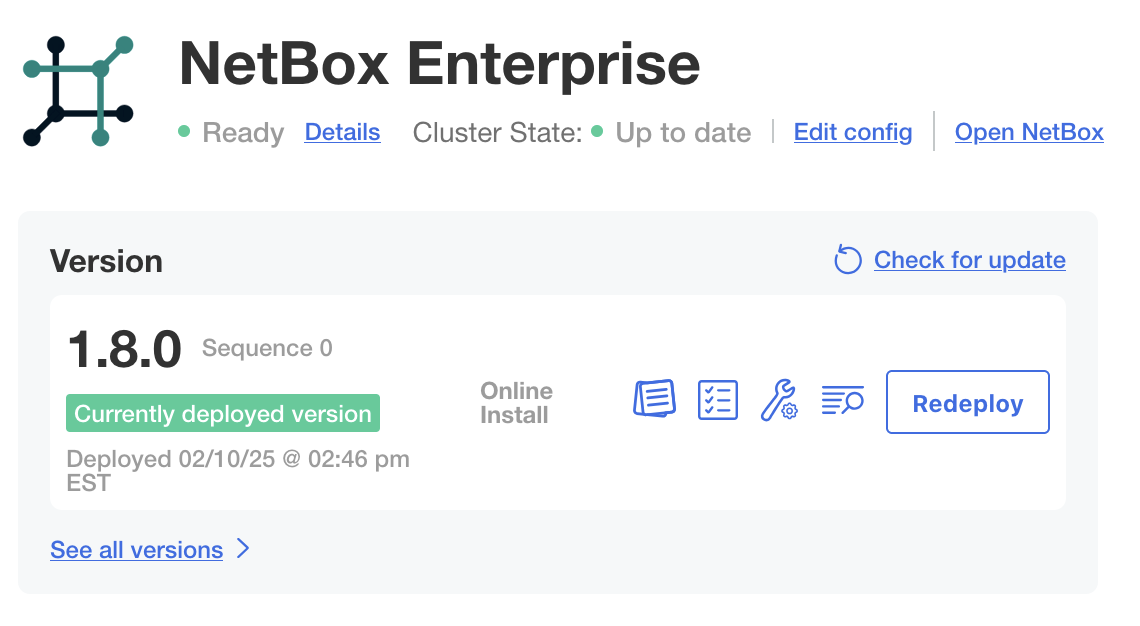 NetBox Enterprise
Ready Details Cluster State: Up to date Edit config Open NetBox
Version
Check for update
1.8.0 Sequence 0
Currently deployed version
Deployed 02/10/25 @ 02:46 pm
EST
Online
Install
Redeploy
See all versions